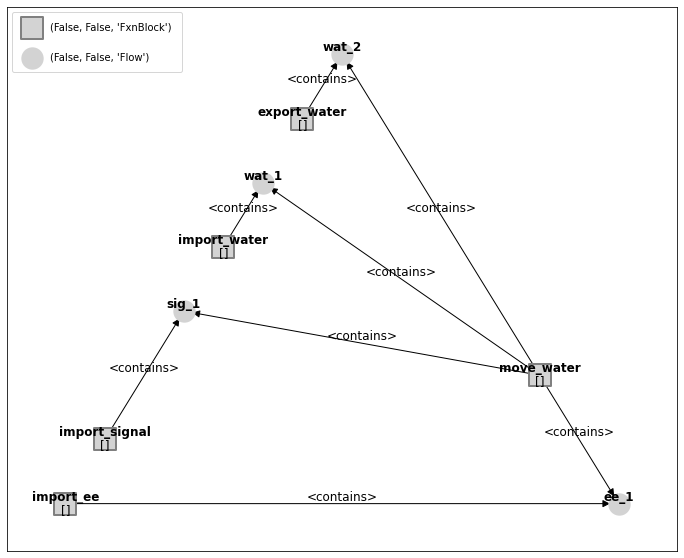 (False, False, 'FxnBlock')
(False, False, 'Flow')
wat_2
<contains>
export_water
[]
wat_1
<contains>
<contains>
import_water
[]
<contains>
sig_1
<contains>
<contains>
move_water
[]
import_signal
[]
<contains>
import_ee
[]
<contains>
ee_1